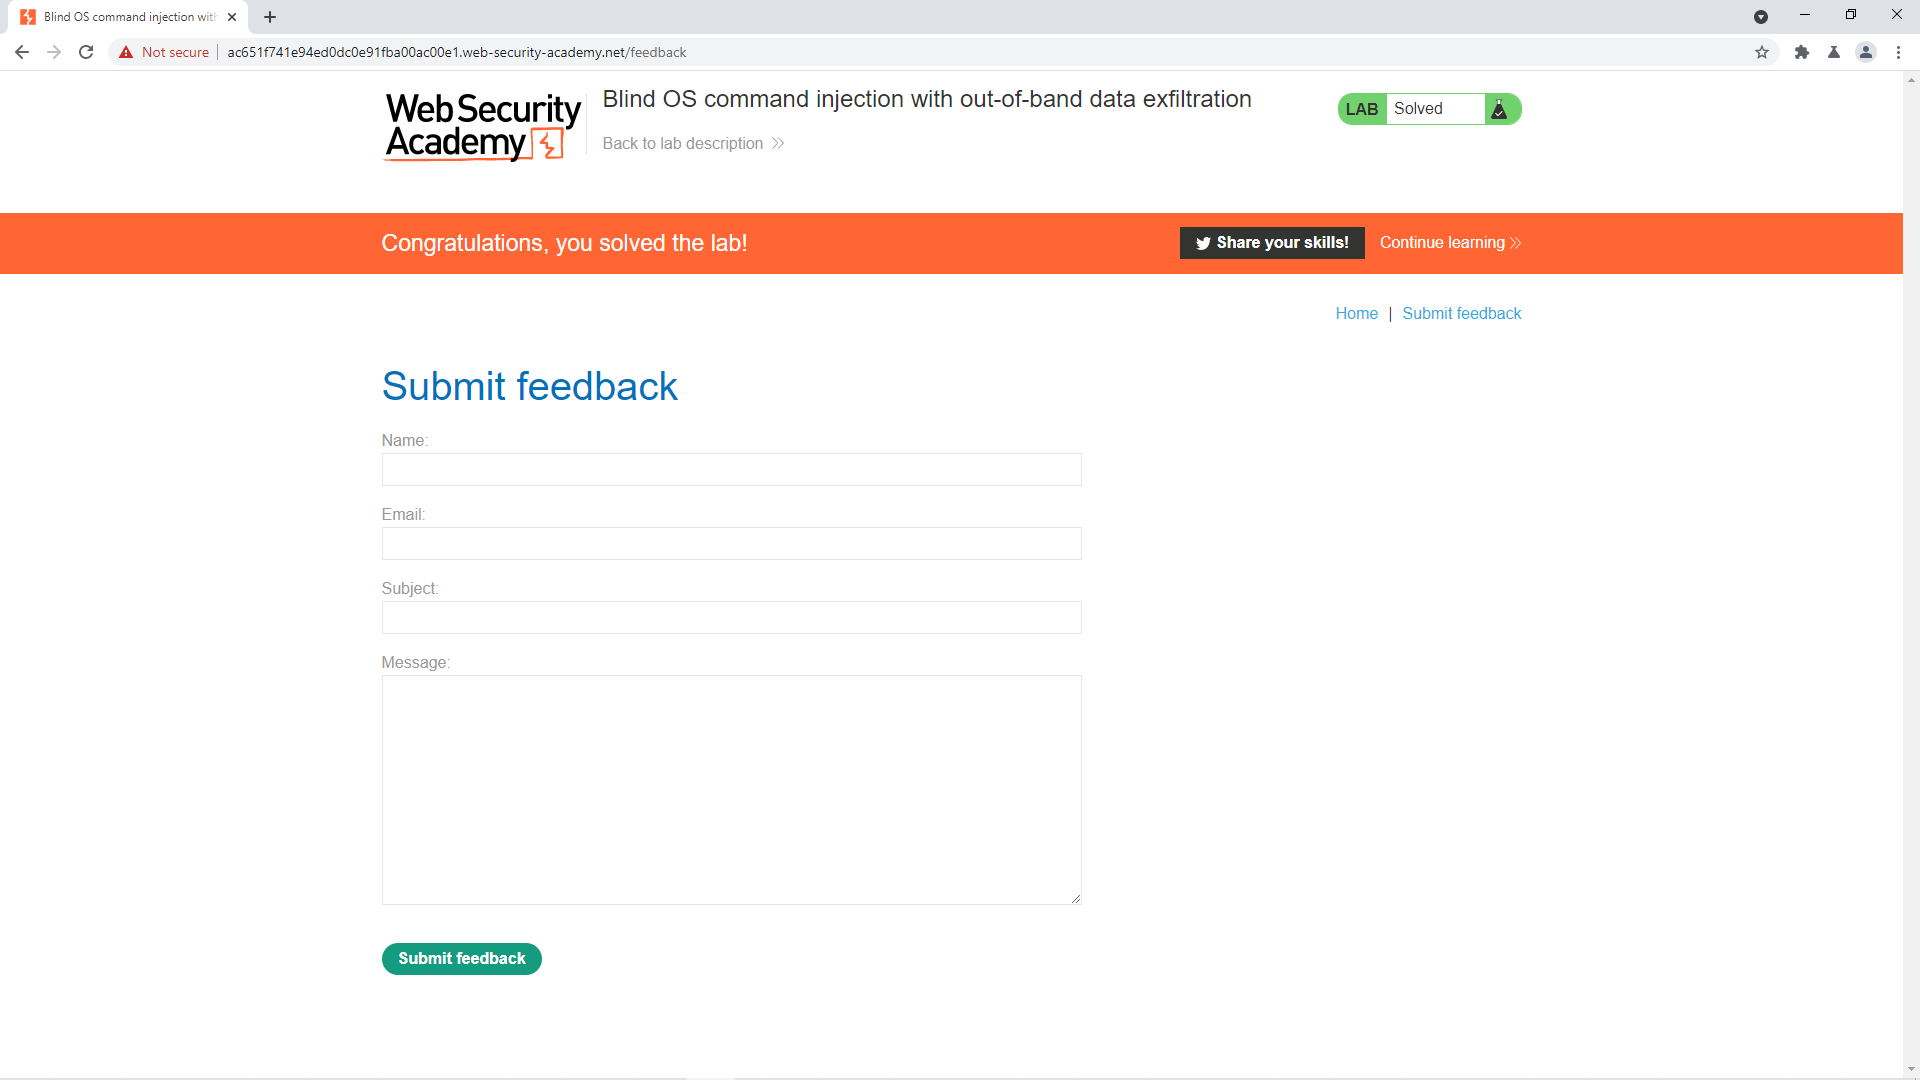 Blind OS command injection with
Not secure
ac651f741e94ed0dc0e91fba00ac00e1.web-security-academy.net/feedback
Web Security
Academy
Blind OS command injection with out-of-band data exfiltration
Back to lab description
LAB Solved
Congratulations, you solved the lab!
Share your skills!
Continue learning
Home | Submit feedback
Submit feedback
Name:
Email:
Subject:
Message:
Submit feedback